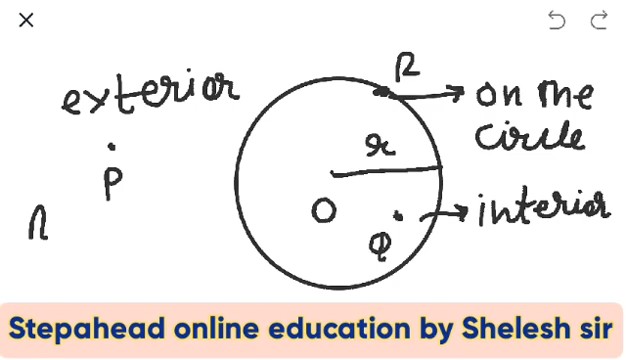 exterior
R
on the
circle
r
P
O
Q
interior
Stepahead online education by Shelesh sir